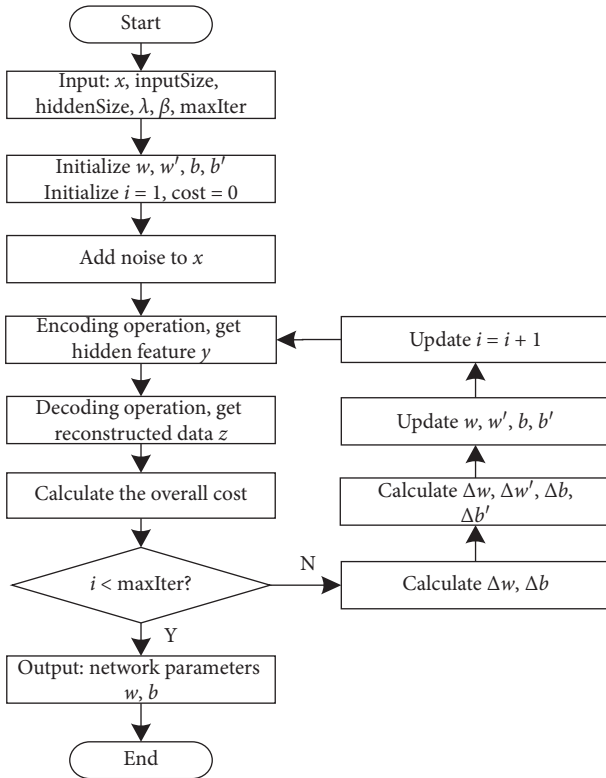 Start
Input: x, inputSize,
hiddenSize, λ, β, maxIter
Initialize w, w′, b, b′
Initialize i = 1, cost = 0
Add noise to x
Encoding operation, get
hidden feature y
Decoding operation, get
reconstructed data z
Calculate the overall cost
i < maxIter?
N
Y
Output: network parameters
w, b
End
Update i = i + 1
Update w, w′, b, b′
Calculate Δw, Δw′, Δb,
Δb′
Calculate Δw, Δb